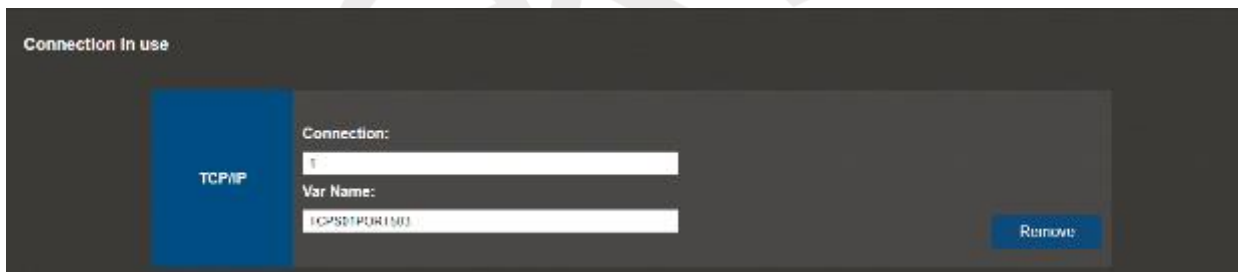 Connection in use
TCP/IP
Connection:
1
Var Name:
TCPS01PORT503
Remove